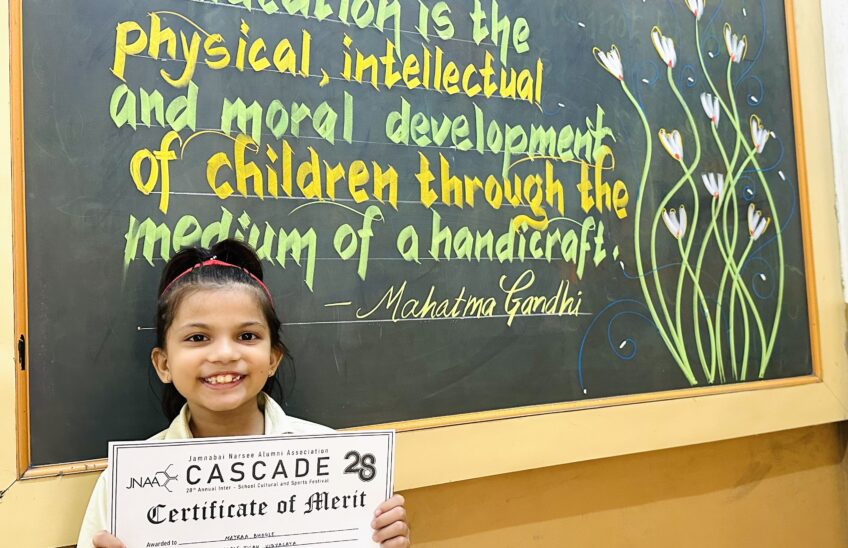 is the
physical, intellectual
and moral development
of children through the
medium of a handicraft.
– Mahatma Gandhi
Jamnabai Narsee Alumni Association
JNAA CASCADE 28
28th Annual Inter - School Cultural and Sports Festival
Certificate of Merit
Awarded to